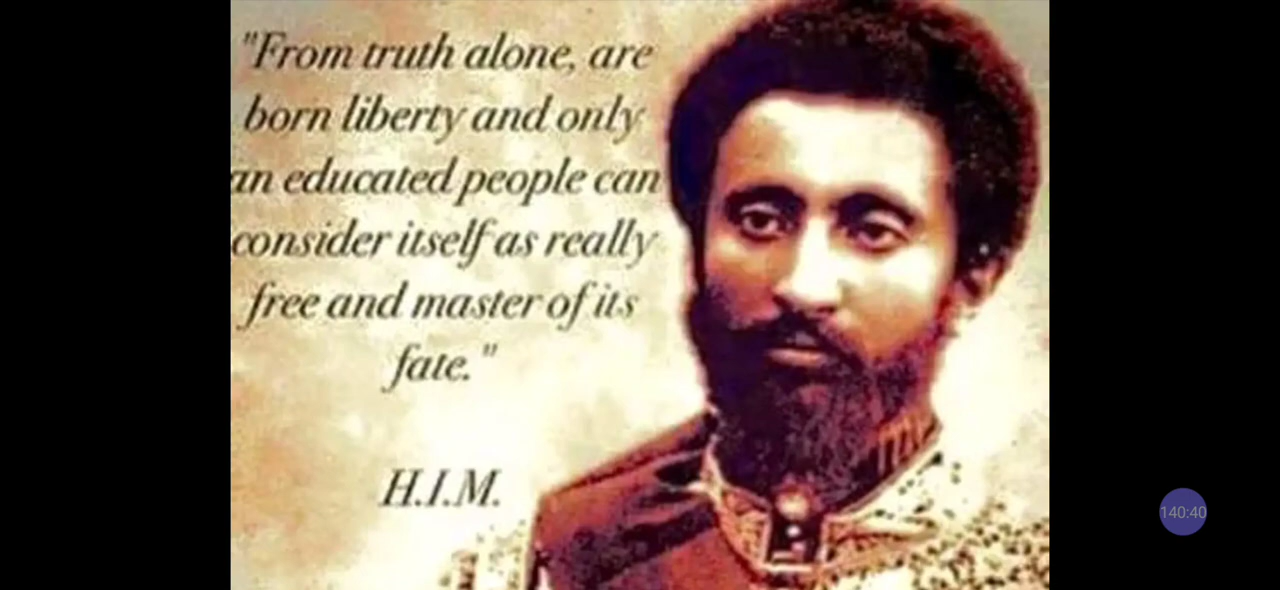 "From truth alone, are
born liberty and only
an educated people can
consider itself as really
free and master of its
fate."
H.I.M.
140:40